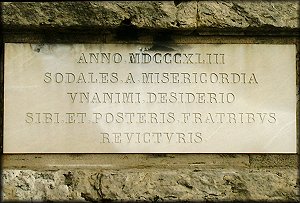 ANNO MDCCCXLIII
SODALES.A MISERICORDIA
VNANIMI.DESIDERIO
SIBI.ET.POSTERIS FRATRIBVS
REVICTVRIS